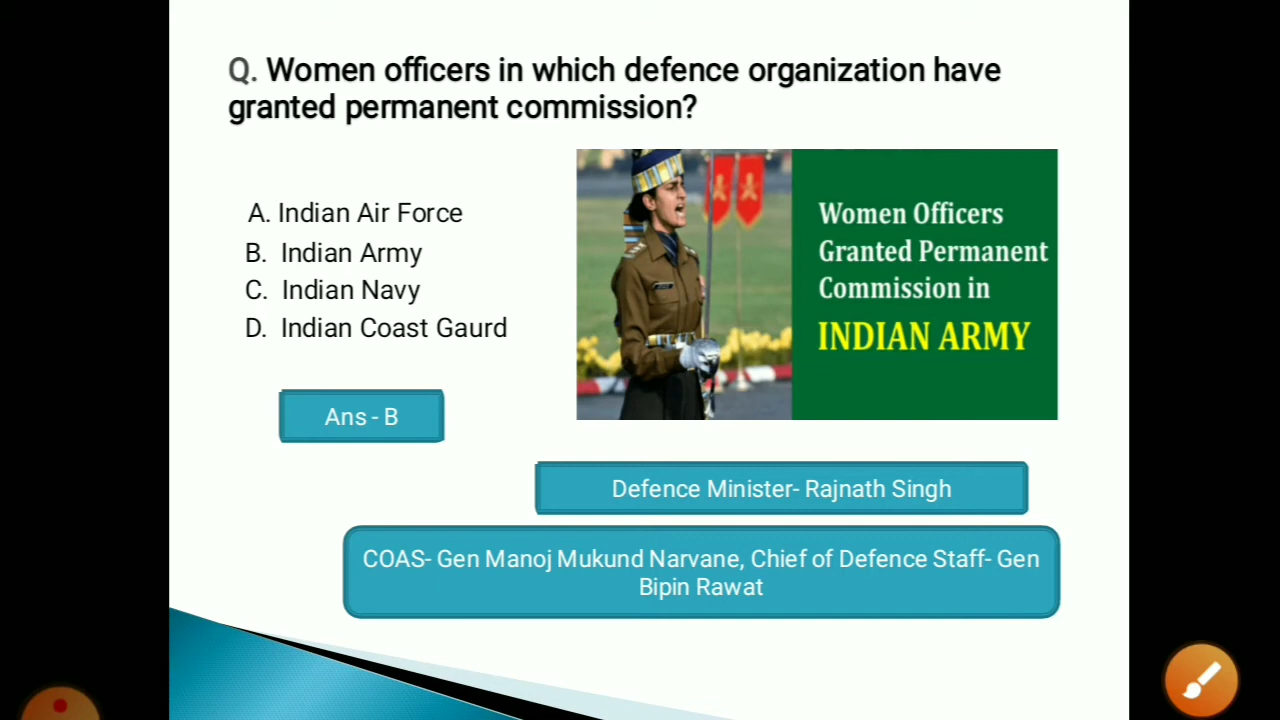 Q. Women officers in which defence organization have
granted permanent commission?
A. Indian Air Force
B. Indian Army
C. Indian Navy
D. Indian Coast Gaurd
Women Officers
Granted Permanent
Commission in
INDIAN ARMY
Ans - B
Defence Minister- Rajnath Singh
COAS- Gen Manoj Mukund Narvane, Chief of Defence Staff- Gen
Bipin Rawat